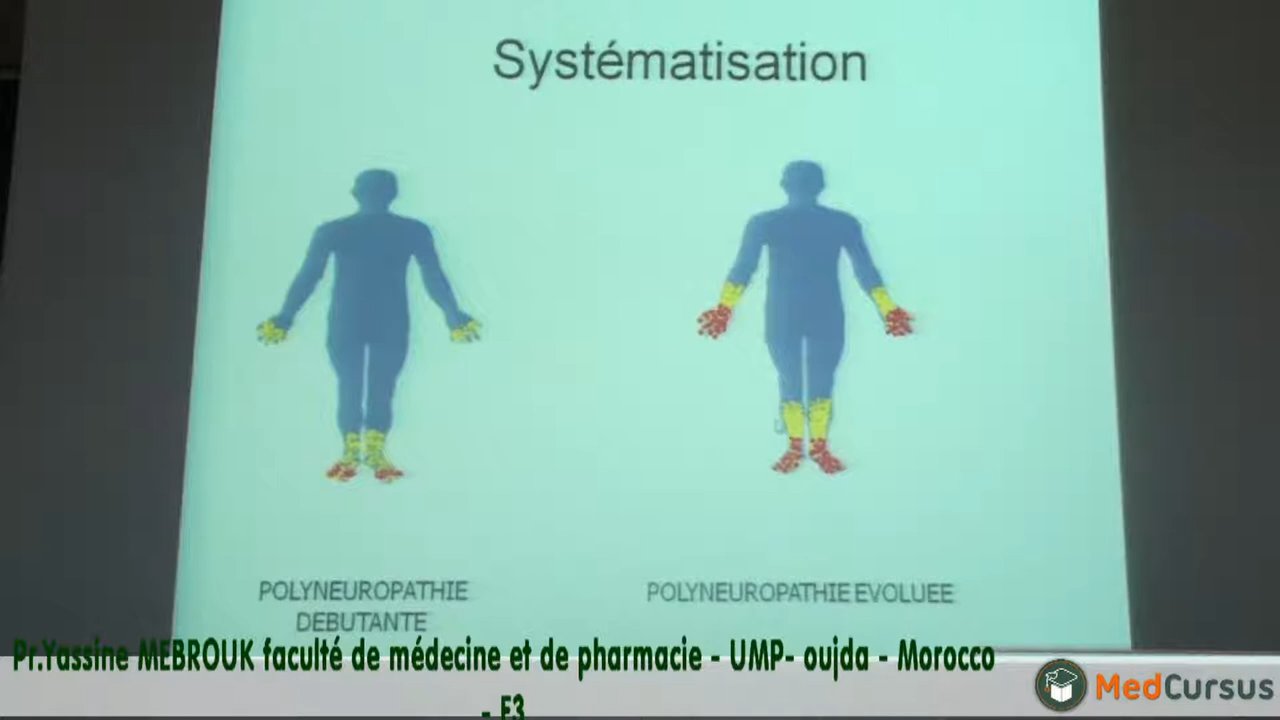 Systématisation
POLYNEUROPATHIE
DEBUTANTE
POLYNEUROPATHIE EVOLUEE
Pr.Yassine MEBROUK faculté de médecine et de pharmacie - UMP- oujda - Morocco
- F3
MedCursus